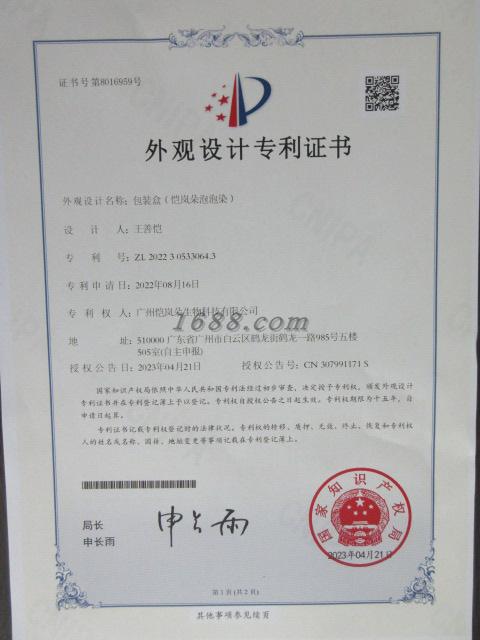 证书号第8016959号
外观设计专利证书
外观设计名称：包装盒（恺岚朵泡泡染）
设 计 人：王善恺
专 利 号：ZL 2022 3 0533064.3
专利申请日：2022年08月16日
专 利 权 人：广州恺岚朵生物科技有限公司
1688.com
地 址：510000 广东省广州市白云区鹤龙街鹤龙一路985号五楼
505室(自主申报)
授权公告日：2023年04月21日 授权公告号：CN 307991171 S
国家知识产权局依照中华人民共和国专利法经过初步审查，决定授予专利权，颁发外观设计
专利证书并在专利登记簿上予以登记。专利权自授权公告之日起生效。专利权期限为十五年，自
申请日起算。
专利证书记载专利权登记时的法律状况。专利权的转移、质押、无效、终止、恢复和专利权
人的姓名或名称、国籍、地址变更等事项记载在专利登记簿上。
局长
申长雨
申长雨
国家知识产权局
2023年04月21日
第 1 页 (共 2 页)
其他事项参见续页